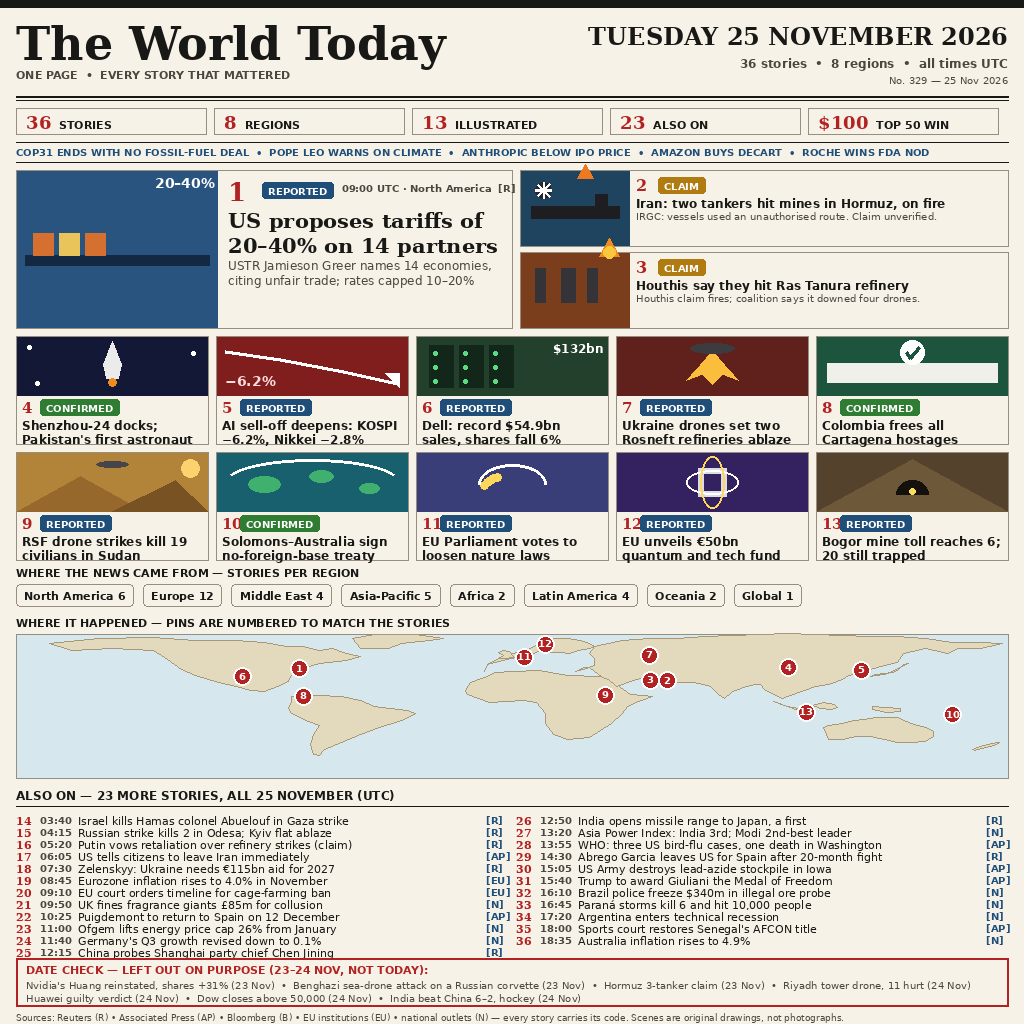 The World Today
TUESDAY 25 NOVEMBER 2026
ONE PAGE • EVERY STORY THAT MATTERED
36 stories • 8 regions • all times UTC
No. 329 — 25 Nov 2026
36 STORIES
8 REGIONS
13 ILLUSTRATED
23 ALSO ON
$100 TOP 50 WIN
COP31 ENDS WITH NO FOSSIL-FUEL DEAL • POPE LEO WARNS ON CLIMATE • ANTHROPIC BELOW IPO PRICE • AMAZON BUYS DECART • ROCHE WINS FDA NOD
20–40%
1 REPORTED 09:00 UTC · North America [R]
US proposes tariffs of
20–40% on 14 partners
USTR Jamieson Greer names 14 economies,
citing unfair trade; rates capped 10–20%
2 CLAIM
Iran: two tankers hit mines in Hormuz, on fire
IRGC: vessels used an unauthorised route. Claim unverified.
3 CLAIM
Houthis say they hit Ras Tanura refinery
Houthi claim fires; coalition says it downed four drones.
4 CONFIRMED
Shenzhou-24 docks;
Pakistan's first astronaut
−6.2%
5 REPORTED
AI sell-off deepens: KOSPI
−6.2%, Nikkei −2.8%
$132bn
6 REPORTED
Dell: record $54.9bn
sales, shares fall 6%
7 REPORTED
Ukraine drones set two
Rosneft refineries ablaze
8 CONFIRMED
Colombia frees all
Cartagena hostages
9 REPORTED
RSF drone strikes kill 19
civilians in Sudan
10 CONFIRMED
Solomons–Australia sign
no-foreign-base treaty
11 REPORTED
EU Parliament votes to
loosen nature laws
12 REPORTED
EU unveils €50bn
quantum and tech fund
13 REPORTED
Bogor mine toll reaches 6;
20 still trapped
WHERE THE NEWS CAME FROM — STORIES PER REGION
North America 6
Europe 12
Middle East 4
Asia-Pacific 5
Africa 2
Latin America 4
Oceania 2
Global 1
WHERE IT HAPPENED — PINS ARE NUMBERED TO MATCH THE STORIES
12
11
7
1
4
5
6
3
2
9
8
13
10
ALSO ON — 23 MORE STORIES, ALL 25 NOVEMBER (UTC)
14 03:40 Israel kills Hamas colonel Abuelouf in Gaza strike [R]
15 04:15 Russian strike kills 2 in Odesa; Kyiv flat ablaze [R]
16 05:20 Putin vows retaliation over refinery strikes (claim) [R]
17 06:05 US tells citizens to leave Iran immediately [AP]
18 07:30 Zelenskyy: Ukraine needs €115bn aid for 2027 [R]
19 08:45 Eurozone inflation rises to 4.0% in November [EU]
20 09:10 EU court orders timeline for cage-farming ban [EU]
21 09:50 UK fines fragrance giants £85m for collusion [N]
22 10:25 Puigdemont to return to Spain on 12 December [AP]
23 11:00 Ofgem lifts energy price cap 26% from January [N]
24 11:40 Germany's Q3 growth revised down to 0.1% [N]
25 12:15 China probes Shanghai party chief Chen Jining [R]
26 12:50 India opens missile range to Japan, a first [R]
27 13:20 Asia Power Index: India 3rd; Modi 2nd-best leader [N]
28 13:55 WHO: three US bird-flu cases, one death in Washington [AP]
29 14:30 Abrego Garcia leaves US for Spain after 20-month fight [R]
30 15:05 US Army destroys lead-azide stockpile in Iowa [AP]
31 15:40 Trump to award Giuliani the Medal of Freedom [AP]
32 16:10 Brazil police freeze $340m in illegal ore probe [N]
33 16:45 Paraná storms kill 6 and hit 10,000 people [N]
34 17:20 Argentina enters technical recession [N]
35 18:00 Sports court restores Senegal's AFCON title [AP]
36 18:35 Australia inflation rises to 4.9% [N]
DATE CHECK — LEFT OUT ON PURPOSE (23–24 NOV, NOT TODAY):
Nvidia's Huang reinstated, shares +31% (23 Nov) • Benghazi sea-drone attack on a Russian corvette (23 Nov) • Hormuz 3-tanker claim (23 Nov) • Riyadh tower drone, 11 hurt (24 Nov)
Huawei guilty verdict (24 Nov) • Dow closes above 50,000 (24 Nov) • India beat China 6–2, hockey (24 Nov)
Sources: Reuters (R) • Associated Press (AP) • Bloomberg (B) • EU institutions (EU) • national outlets (N) — every story carries its code. Scenes are original drawings, not photographs.